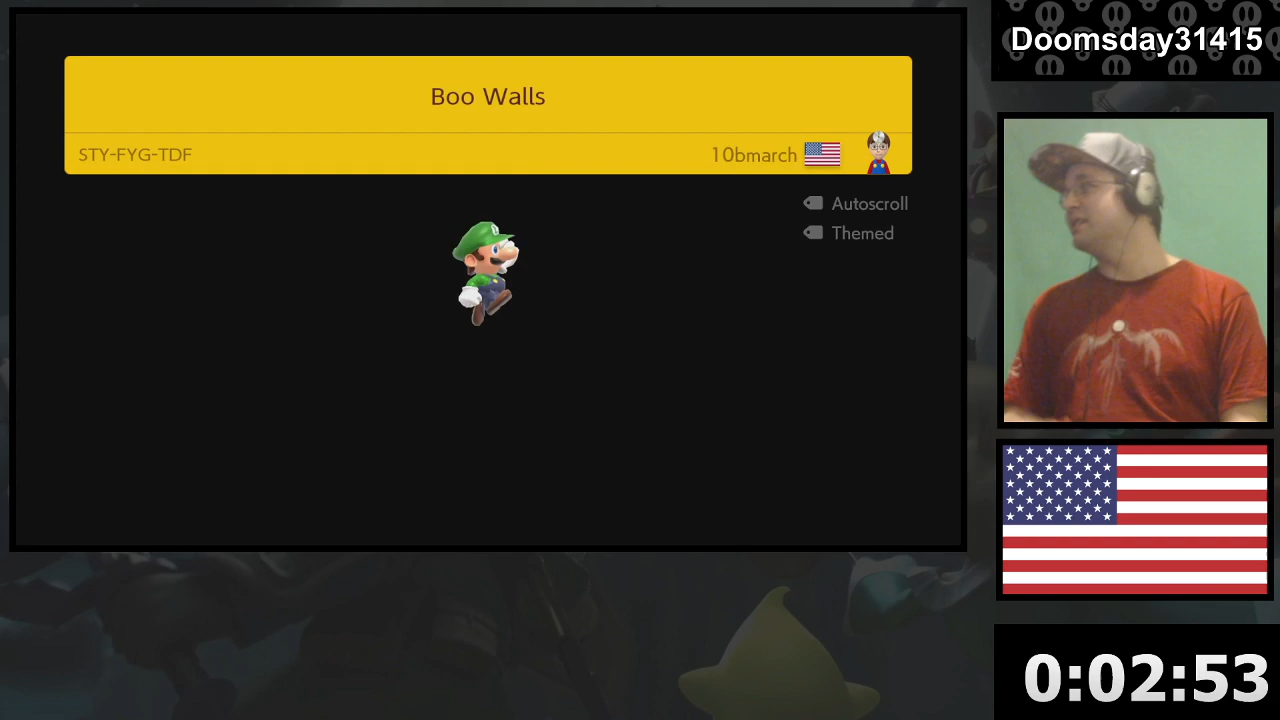 Boo Walls
STY-FYG-TDF
10bmarch
Autoscroll
Themed
Doomsday31415
0:02:53